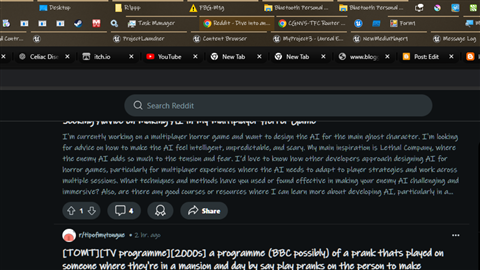 Desktop
R:\ppp
FBG-Mtg
Bluetooth Personal ...
Bluetooth Personal ...
Task Manager
Reddit - Dive into an...
CGNV5-TPC Router ...
Form1
ProjectLauncher
Content Browser
MyProject3 - Unreal E...
NewMediaPlayer1
Message Log
Celiac Dis
itch.io
YouTube
New Tab
New Tab
www.blog
Post: Edit
Search Reddit
Seeking Advice on Making AI in My Multiplayer Horror Game
I'm currently working on a multiplayer horror game and want to design the AI for the main ghost character. I'm looking
for advice on how to make the AI feel intelligent, unpredictable, and scary. My main inspiration is Lethal Company, where
the enemy AI adds so much to the tension and fear. I'd love to know how other developers approach designing AI for
horror games, particularly for multiplayer experiences where the AI needs to adapt to player strategies and work across
multiple sessions. What techniques and methods have you used or found effective in making your enemy AI challenging and
immersive? Also, are there any good courses or resources where I can learn more about developing AI, particularly in a...
1
4
Share
r/tipofmytongue • 2 hr. ago
[TOMT][TV programme][2000s] a programme (BBC possibly) of a prank thats played on
someone where they're in a mansion and day by say play pranks on the person to make